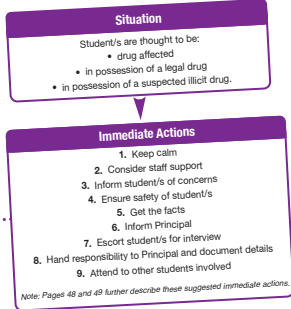 Situation
Student/s are thought to be:
• drug affected
• in possession of a legal drug
• in possession of a suspected illicit drug.
Immediate Actions
1. Keep calm
2. Consider staff support
3. Inform student/s of concerns
4. Ensure safety of student/s
5. Get the facts
6. Inform Principal
7. Escort student/s for interview
8. Hand responsibility to Principal and document details
9. Attend to other students involved
Note: Pages 48 and 49 further describe these suggested immediate actions.